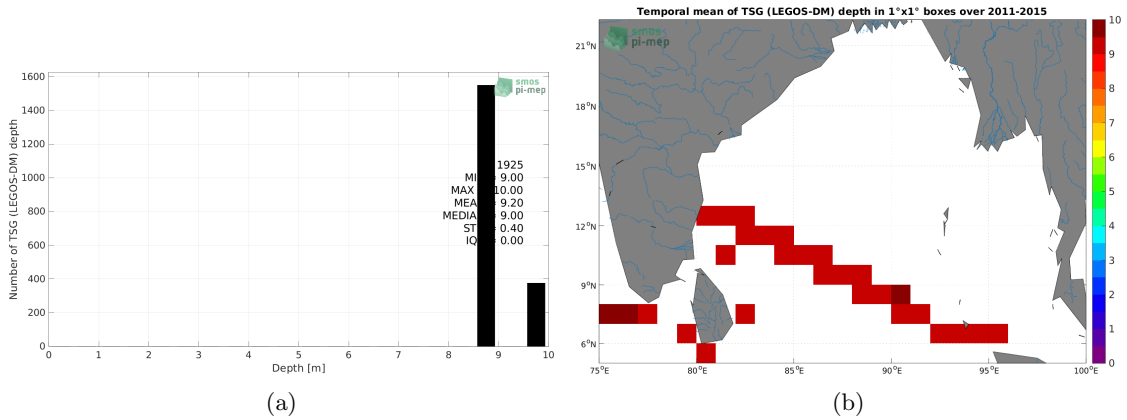 smos
pi-mep
1600
1400
1200
1000
800
600
400
200
0
Number of TSG (LEGOS-DM) depth
1925
MI 9.00
MAX 10.00
MEA 9.20
MEDIA 9.00
ST 0.40
IQ 0.00
0 1 2 3 4 5 6 7 8 9 10
Depth [m]
(a)
Temporal mean of TSG (LEGOS-DM) depth in 1°x1° boxes over 2011-2015
smos
pi-mep
21°N
18°N
15°N
12°N
9°N
6°N
75°E 80°E 85°E 90°E 95°E 100°E
10
9
8
7
6
5
4
3
2
1
0
(b)